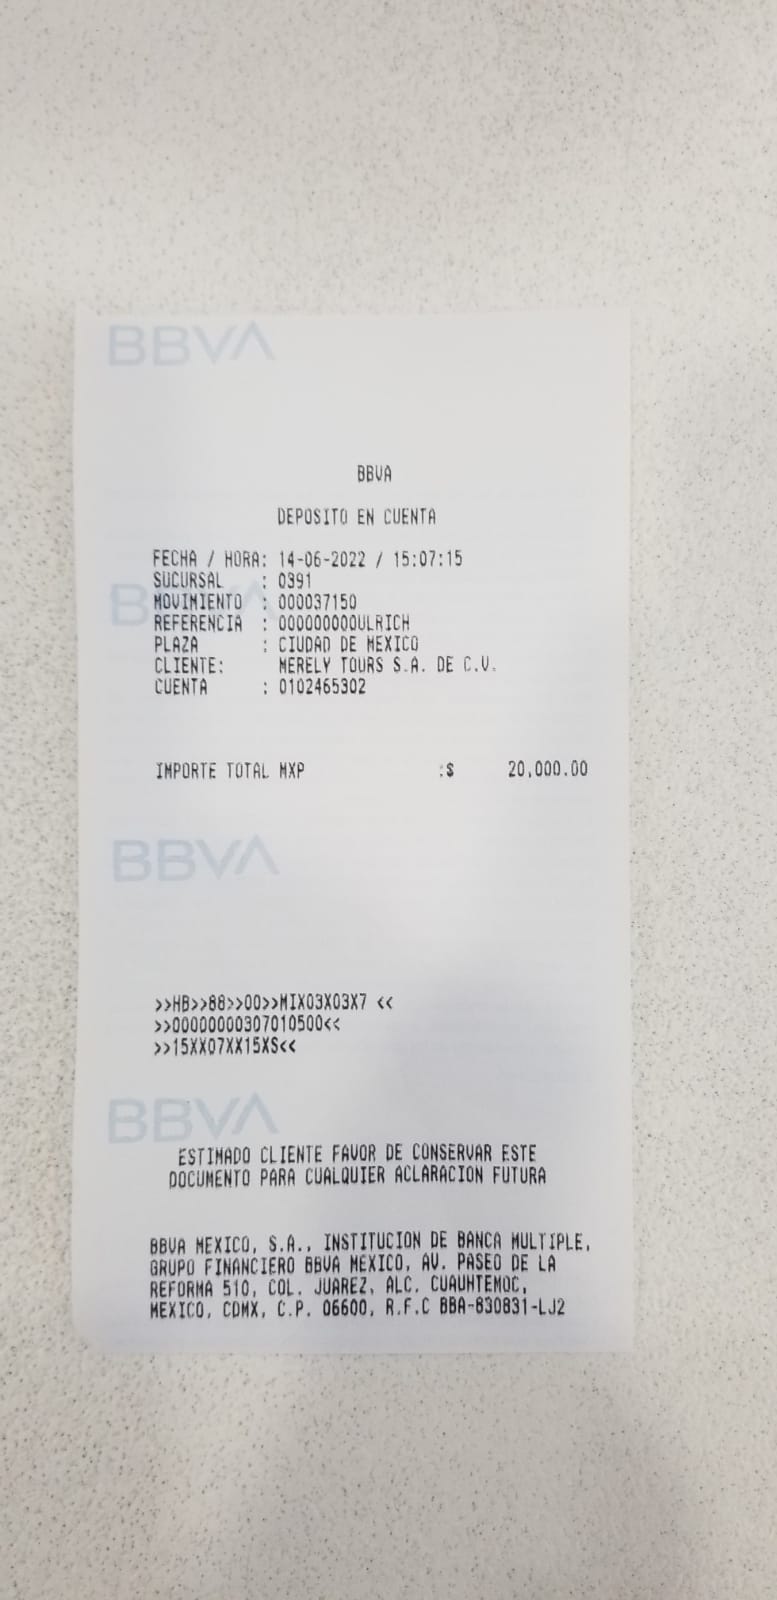 BBVA
BBVA
DEPOSITO EN CUENTA
FECHA / HORA: 14-06-2022 / 15:07:15
SUCURSAL : 0391
BBVA
MOVIMIENTO : 000037150
REFERENCIA : 000000000ULRICH
PLAZA : CIUDAD DE MEXICO
CLIENTE: MERELY TOURS S.A. DE C.V.
CUENTA : 0102465302
IMPORTE TOTAL MXP :$ 20,000.00
BBVA
>>HB>>88>>00>>MIX03X03X7 <<
>>00000000307010500<<
>>15XX07XX15XS<<
BBVA
ESTIMADO CLIENTE FAVOR DE CONSERVAR ESTE
DOCUMENTO PARA CUALQUIER ACLARACION FUTURA
BBVA MEXICO, S.A., INSTITUCION DE BANCA MULTIPLE,
GRUPO FINANCIERO BBVA MEXICO, AV. PASEO DE LA
REFORMA 510, COL. JUAREZ, ALC. CUAUHTEMOC,
MEXICO, CDMX, C.P. 06600, R.F.C BBA-830831-LJ2